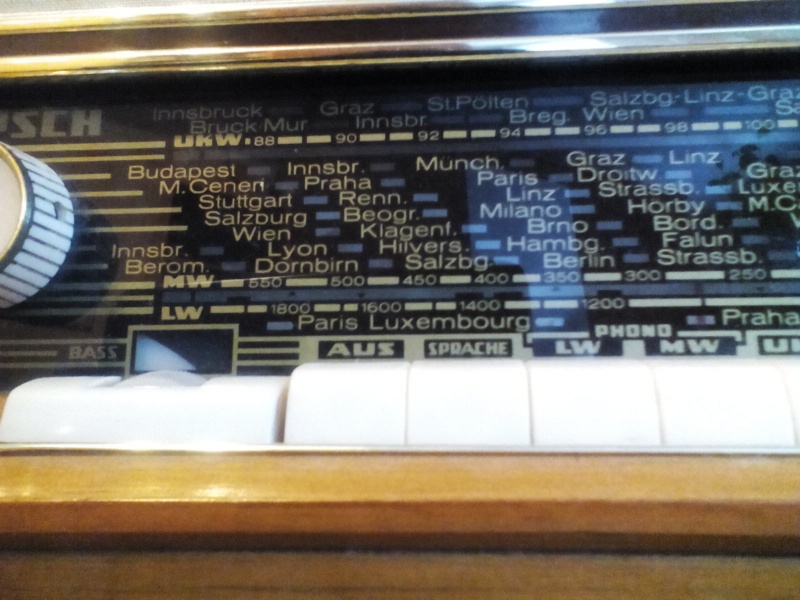 PSCH
Innsbruck Graz St.Pölten Salzbg-Linz-Graz
Bruck Mur Innsbr. Breg. Wien
UKW 88 90 92 94 96 98 100
Budapest Innsbr. Münch. Graz Linz
M.Ceneri Praha Paris Droitw. Graz
Stuttgart Renn. Linz Strassb.
Salzburg Beogr. Milano Horby M.C
Wien Klagenf. Brno Bord.
Innsbr. Lyon Hilvers. Hambg. Falun
Berom. Dornbirn Salzbg. Berlin Strassb.
MW 550 500 450 400 350 300 250
LW 1800 1600 1400 1200
Paris Luxembourg Praha
PHONO
BASS AUS SPRACHE LW MW U